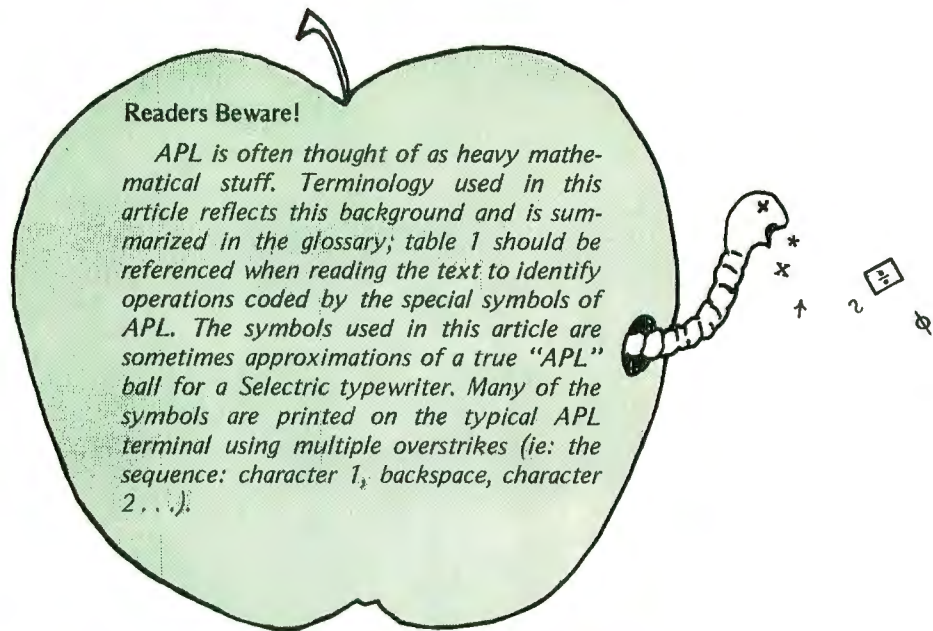 Readers Beware!
APL is often thought of as heavy mathe-
matical stuff. Terminology used in this
article reflects this background and is sum-
marized in the glossary; table 1 should be
referenced when reading the text to identify
operations coded by the special symbols of
APL. The symbols used in this article are
sometimes approximations of a true "APL"
ball for a Selectric typewriter. Many of the
symbols are printed on the typical APL
terminal using multiple overstrikes (ie: the
sequence: character 1, backspace, character
2 . . .).